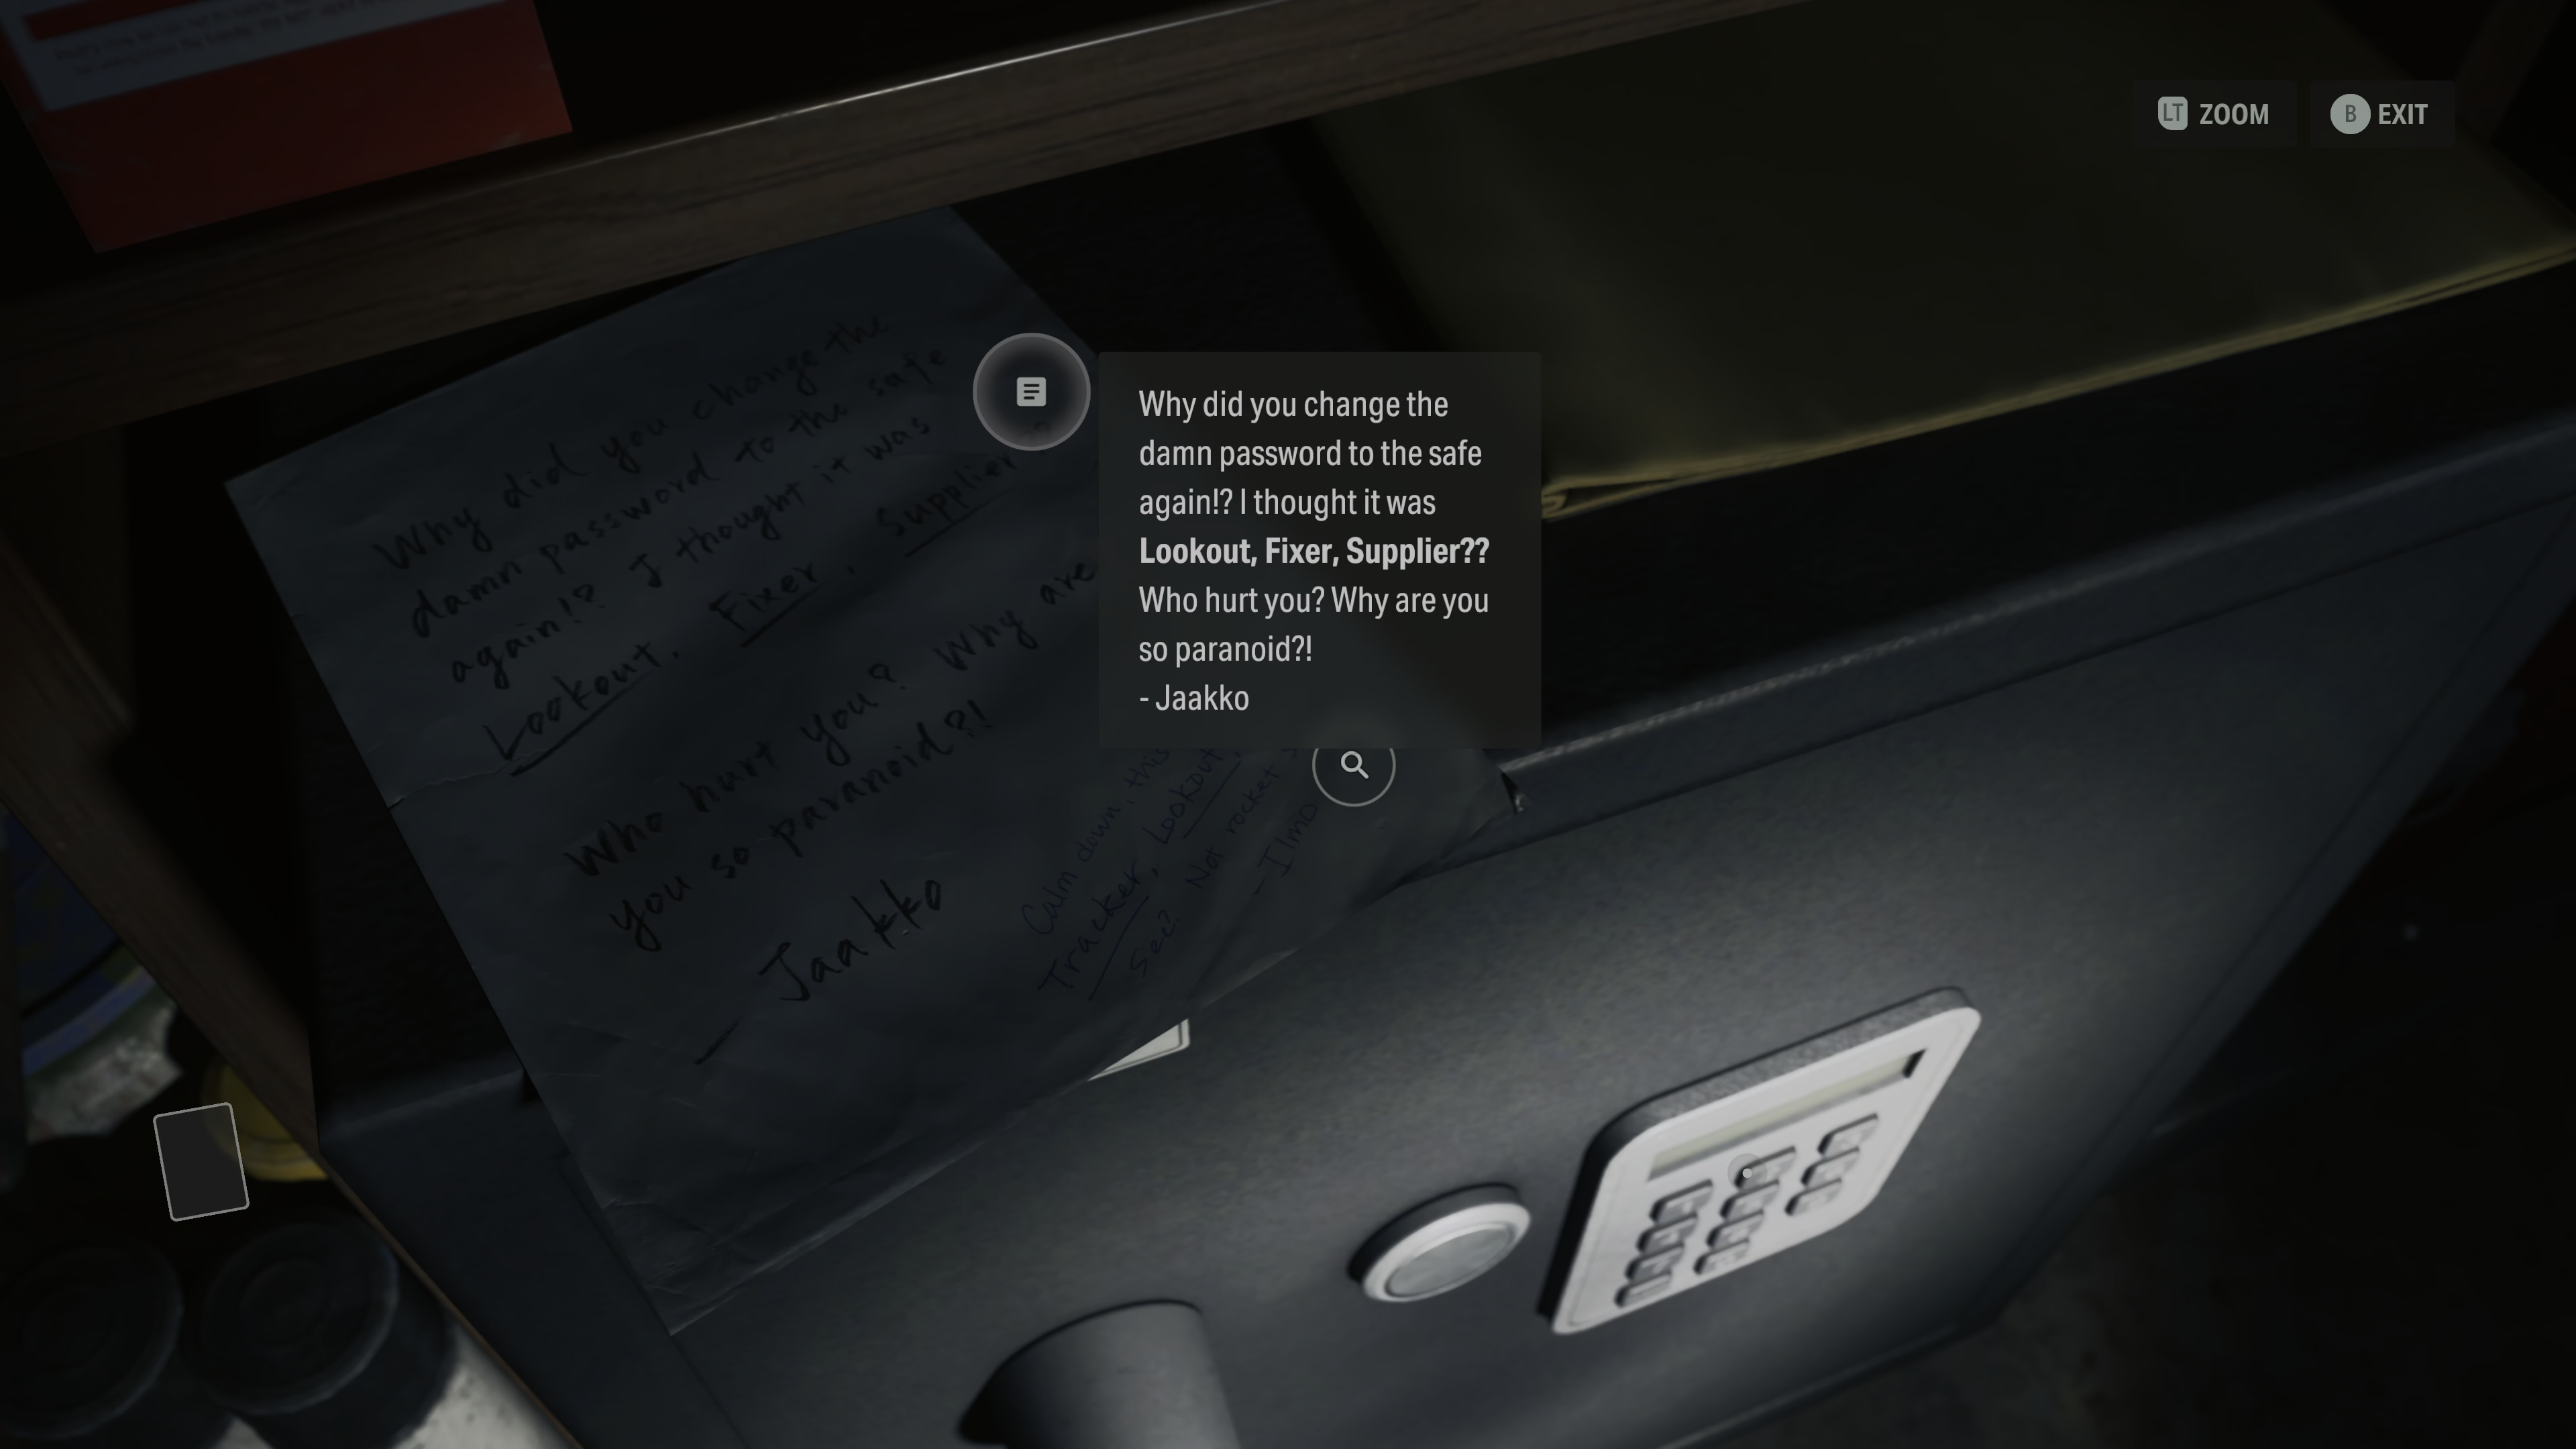 LT ZOOM
B EXIT
Why did you change the
damn password to the safe
again!? I thought it was
Lookout, Fixer, Supplier
Who hurt you? Why are
you so paranoid?!
- Jaakko
Why did you change the
damn password to the safe
again!? I thought it was
Lookout, Fixer, Supplier??
Who hurt you? Why are you
so paranoid?!
- Jaakko
Calm down, this
Tracker, Lookout,
See? Not rocket
- Ilmo